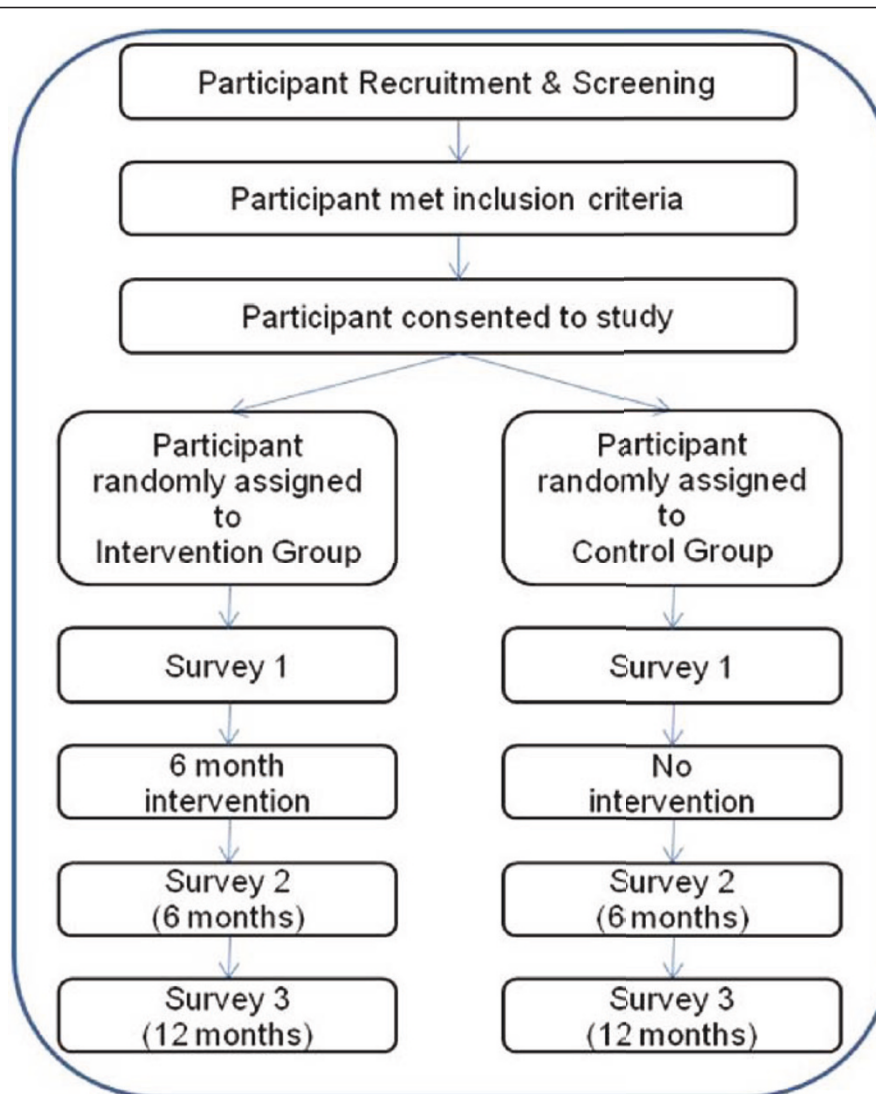 Participant Recruitment & Screening
Participant met inclusion criteria
Participant consented to study
Participant
randomly assigned
to
Intervention Group
Participant
randomly assigned
to
Control Group
Survey 1
Survey 1
6 month
intervention
No
intervention
Survey 2
(6 months)
Survey 2
(6 months)
Survey 3
(12 months)
Survey 3
(12 months)